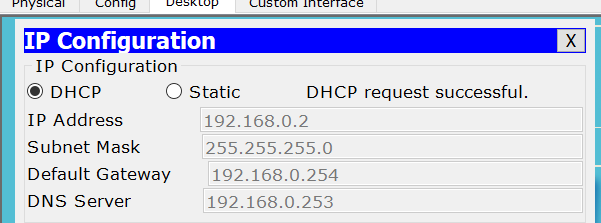 Physical Config Desktop Custom Interface
IP Configuration X
IP Configuration
DHCP Static DHCP request successful.
IP Address 192.168.0.2
Subnet Mask 255.255.255.0
Default Gateway 192.168.0.254
DNS Server 192.168.0.253